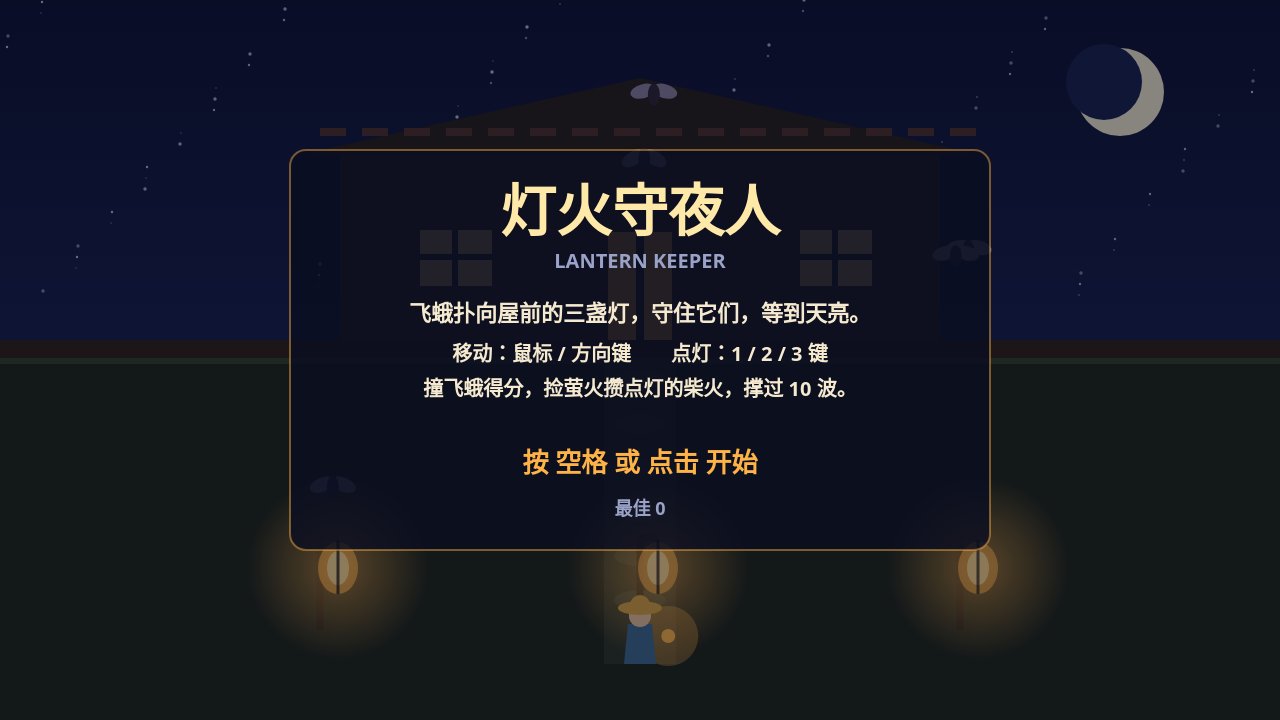 灯火守夜人
LANTERN KEEPER
飞蛾扑向屋前的三盏灯，守住它们，等到天亮。
移动：鼠标 / 方向键　　点灯：1 / 2 / 3 键
撞飞蛾得分，捡萤火攒点灯的柴火，撑过 10 波。
按 空格 或 点击 开始
最佳 0